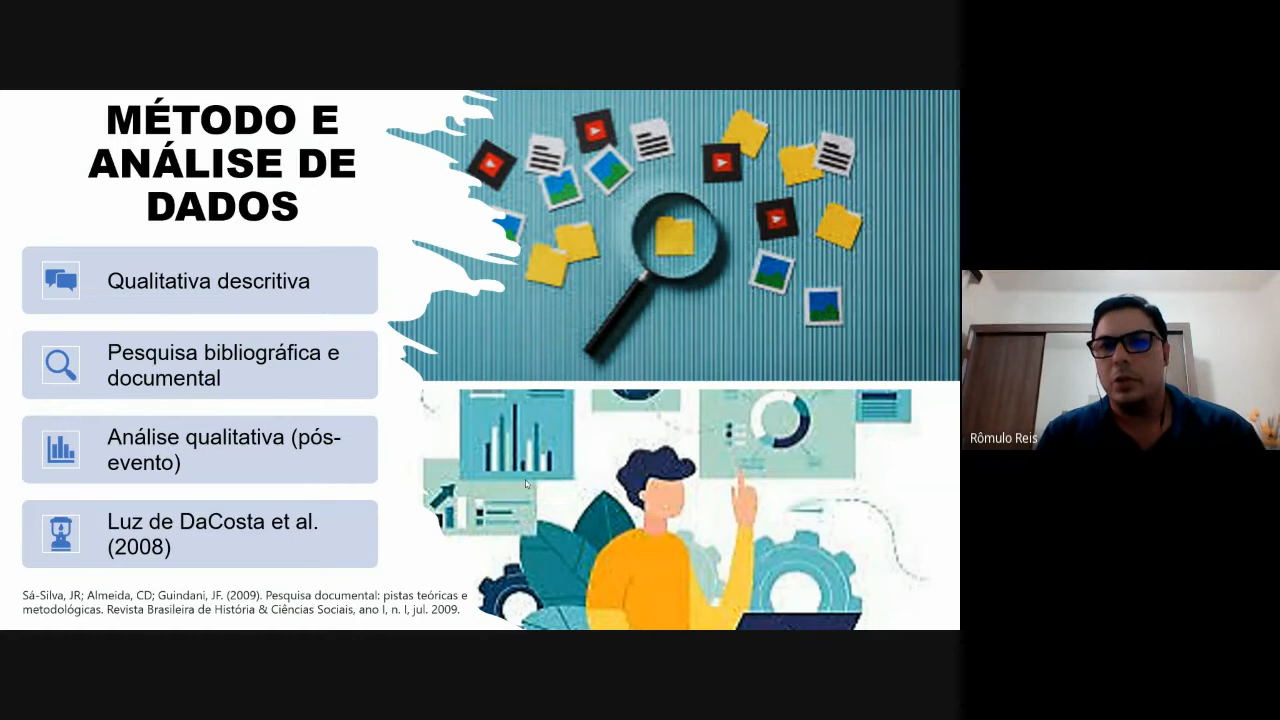 MÉTODO E
ANÁLISE DE
DADOS
Qualitativa descritiva
Pesquisa bibliográfica e
documental
Análise qualitativa (pós-
evento)
Luz de DaCosta et al.
(2008)
Sá-Silva, JR; Almeida, CD; Guindani, JF. (2009). Pesquisa documental: pistas teóricas e
metodológicas. Revista Brasileira de História & Ciências Sociais, ano I, n. I, jul. 2009.
Rômulo Reis